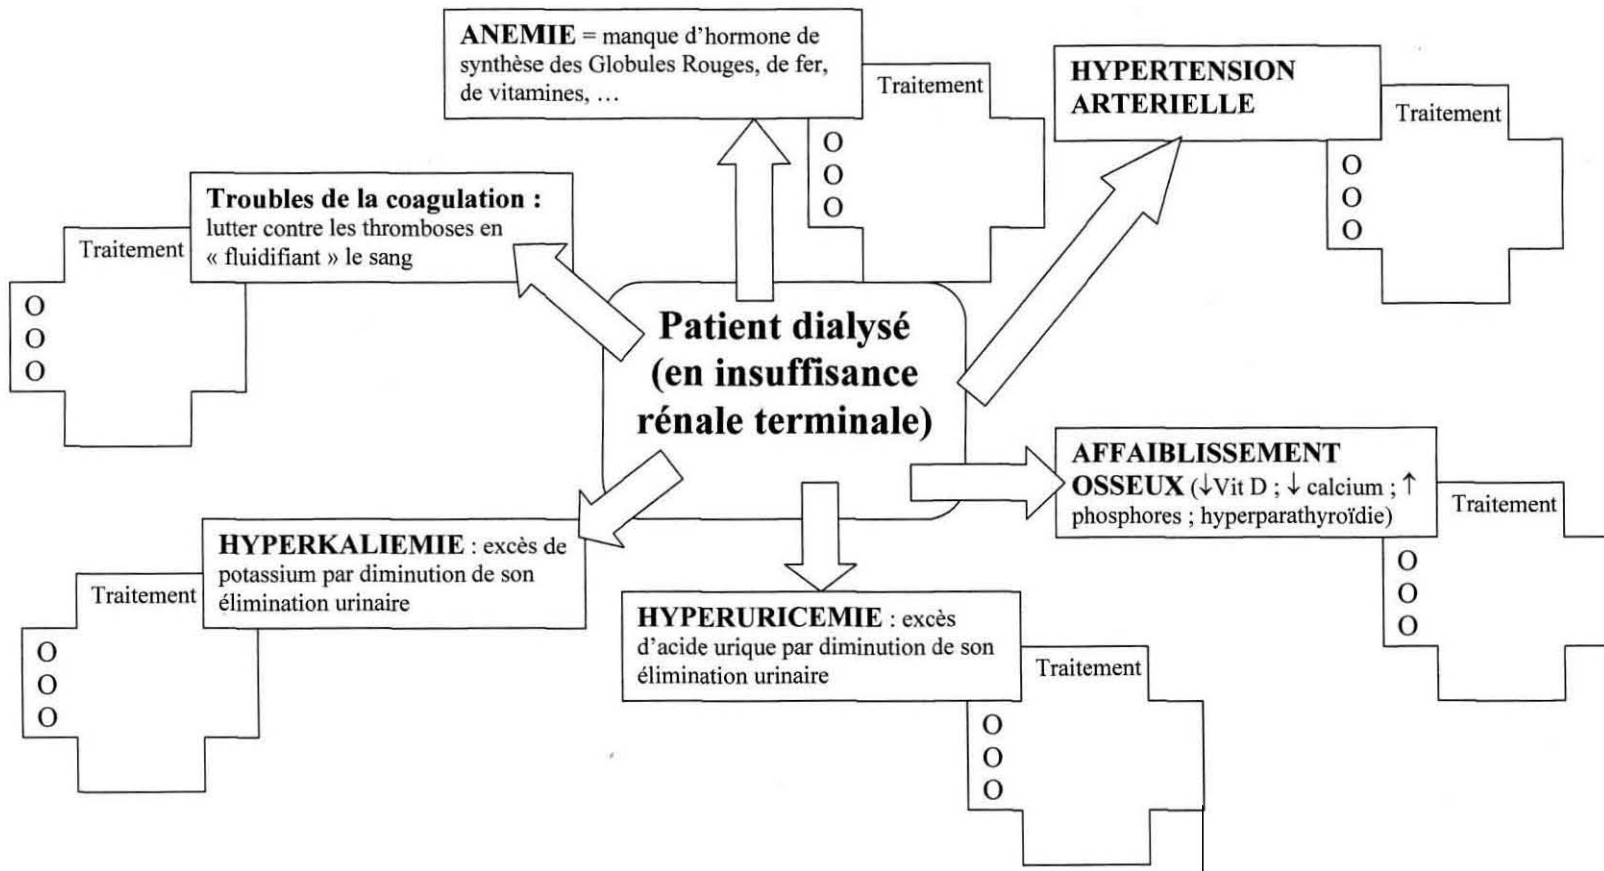 ANEMIE = manque d’hormone de
synthèse des Globules Rouges, de fer,
de vitamines, …
Traitement
O
O
O
HYPERTENSION
ARTERIELLE
Traitement
O
O
O
Troubles de la coagulation :
lutter contre les thromboses en
« fluidifiant » le sang
Traitement
O
O
O
Patient dialysé
(en insuffisance
rénale terminale)
AFFAIBLISSEMENT
OSSEUX (↓Vit D ; ↓ calcium ; ↑
phosphores ; hyperparathyroïdie)
Traitement
O
O
O
HYPERKALIEMIE : excès de
potassium par diminution de son
élimination urinaire
Traitement
O
O
O
HYPERURICEMIE : excès
d’acide urique par diminution de son
élimination urinaire
Traitement
O
O
O